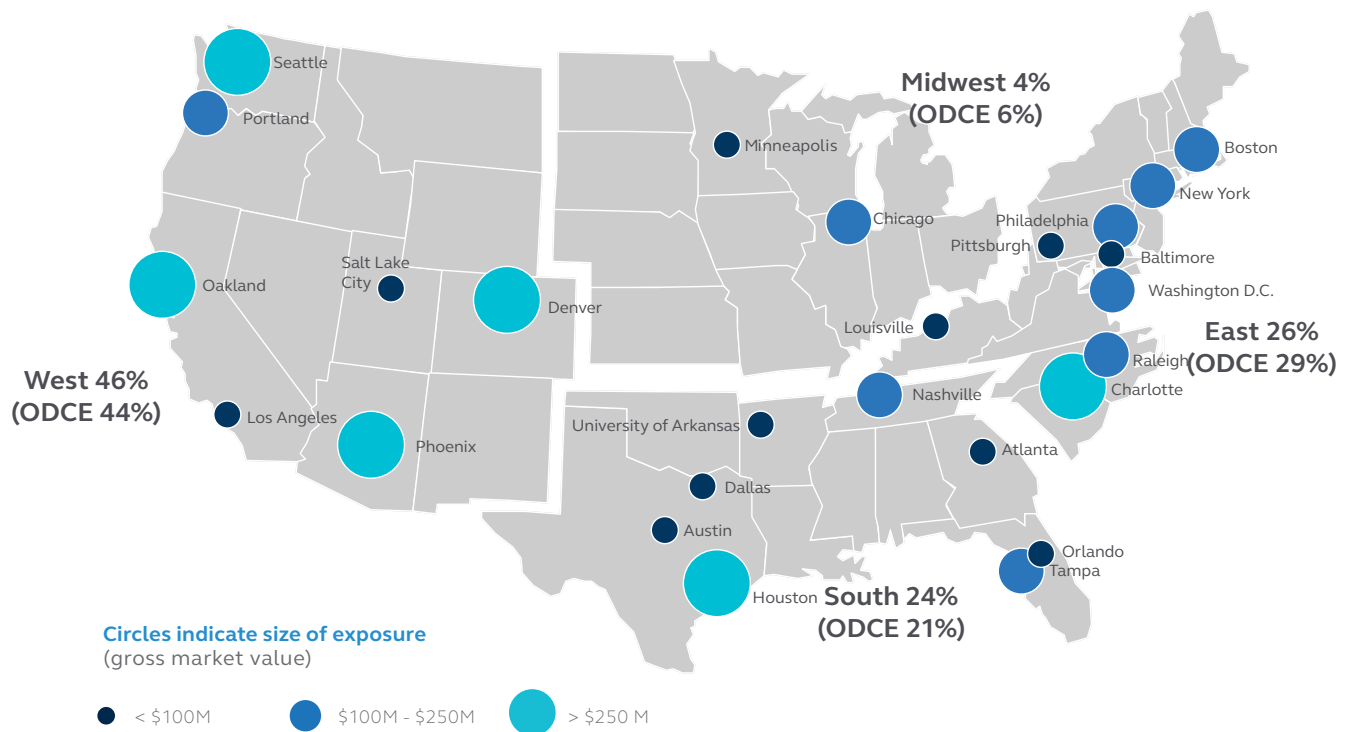 Seattle
Portland
Midwest 4%
(ODCE 6%)
Minneapolis
Boston
New York
Chicago
Philadelphia
Pittsburgh
Baltimore
Salt Lake
City
Oakland
Denver
Washington D.C.
Louisville
East 26%
(ODCE 29%)
Raleigh
West 46%
(ODCE 44%)
Nashville
Charlotte
Los Angeles
University of Arkansas
Phoenix
Atlanta
Dallas
Austin
Orlando
Tampa
Houston
South 24%
(ODCE 21%)
Circles indicate size of exposure
(gross market value)
< $100M
$100M - $250M
> $250 M